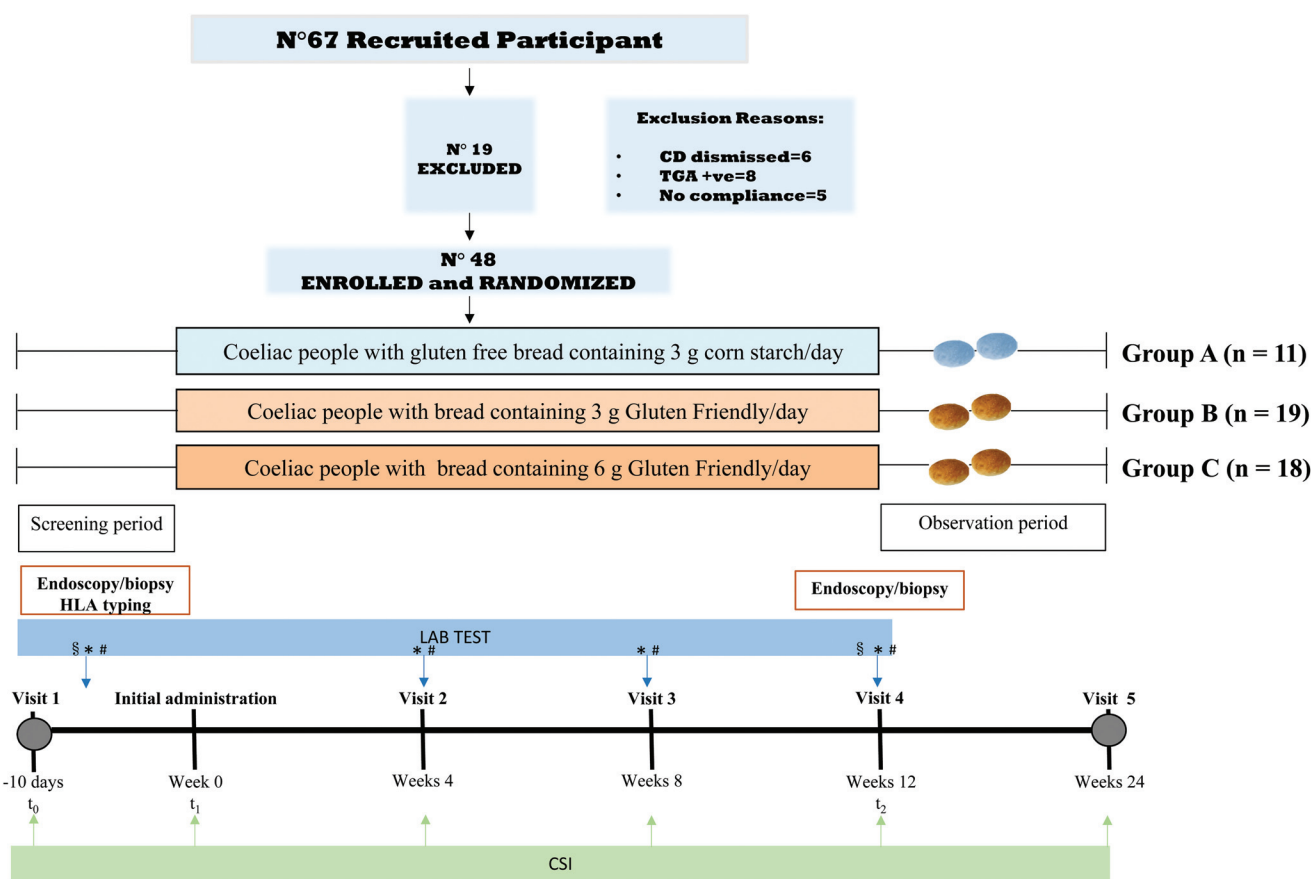 N°67 Recruited Participant
N° 19
EXCLUDED
Exclusion Reasons:
• CD dismissed=6
• TGA +ve=8
• No compliance=5
N° 48
ENROLLED and RANDOMIZED
Coeliac people with gluten free bread containing 3 g corn starch/day
Group A (n = 11)
Coeliac people with bread containing 3 g Gluten Friendly/day
Group B (n = 19)
Coeliac people with bread containing 6 g Gluten Friendly/day
Group C (n = 18)
Screening period
Observation period
Endoscopy/biopsy
HLA typing
Endoscopy/biopsy
LAB TEST
§ * #
* #
* #
§ * #
Visit 1
Initial administration
Visit 2
Visit 3
Visit 4
Visit 5
-10 days
t₀
Week 0
t₁
Weeks 4
Weeks 8
Weeks 12
t₂
Weeks 24
CSI